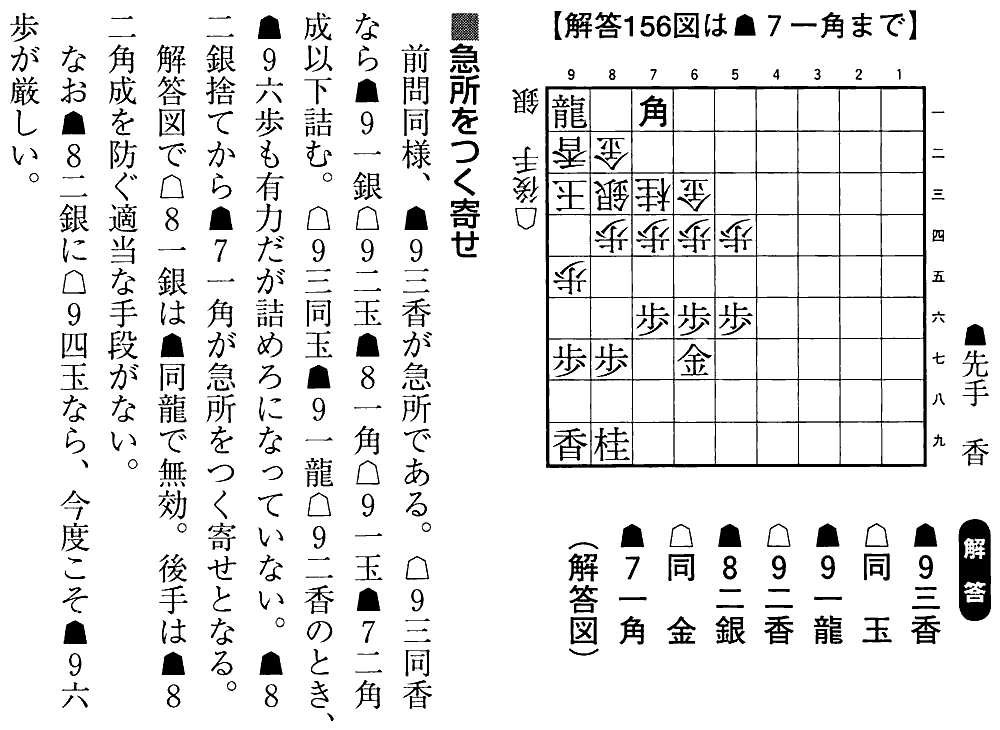 【解答156図は☗7一角まで】
9 8 7 6 5 4 3 2 1
龍 角 一
香 金 二
玉 銀 桂 金 三
歩 歩 歩 歩 四
歩 五
歩 歩 歩 六
歩 歩 金 七
八
香 桂 九
☖後手 銀
☗先手 香
解答
☗9三香
☖同玉
☗9一龍
☖9二香
☗8二銀
☖同金
☗7一角
（解答図）
■急所をつく寄せ
前問同様、☗9三香が急所である。☖9三同香
なら☗9一銀☖9二玉☗8一角☖9一玉☗7二角
成以下詰む。☖9三同玉☗9一龍☖9二香のとき、
☗9六歩も有力だが詰めろになっていない。☗8
二銀捨てから☗7一角が急所をつく寄せとなる。
解答図で☖8一銀は☗同龍で無効。後手は☗8
二角成を防ぐ適当な手段がない。
なお☗8二銀に☖9四玉なら、今度こそ☗9六
歩が厳しい。